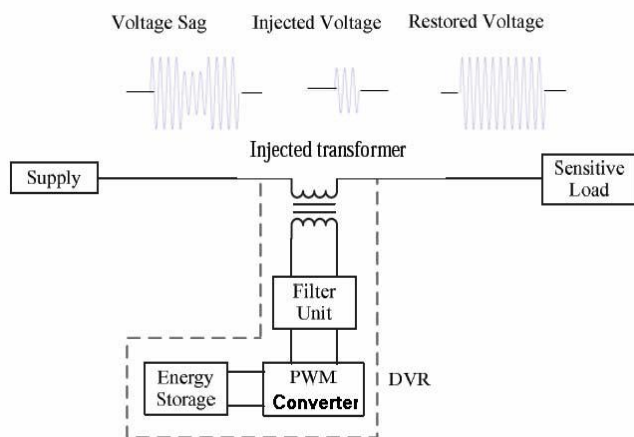 Voltage Sag
Injected Voltage
Restored Voltage
Injected transformer
Supply
Sensitive
Load
Filter
Unit
Energy
Storage
PWM
Converter
DVR